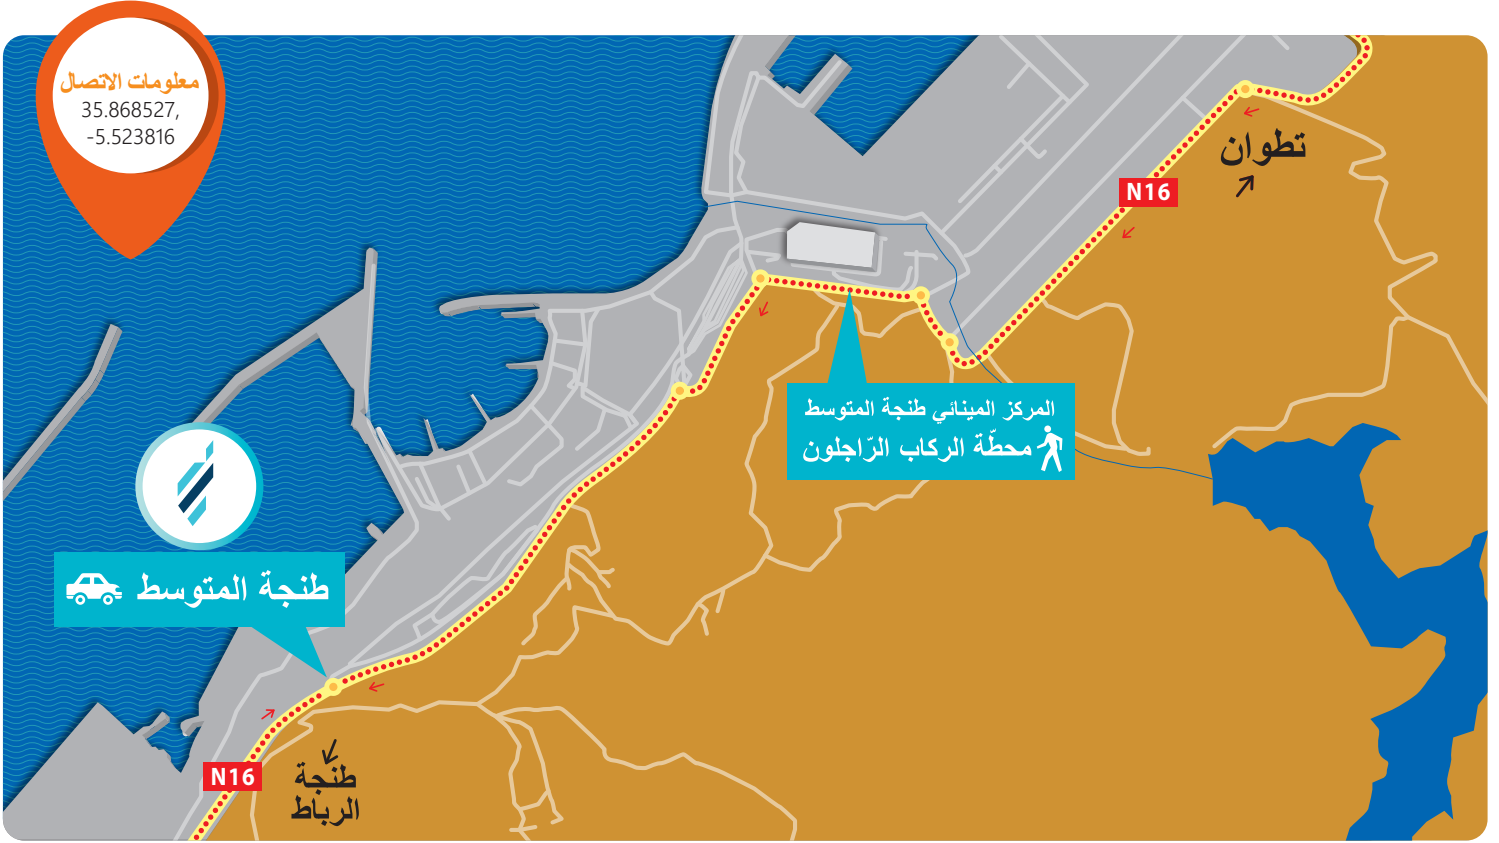 معلومات الاتصال
35.868527,
-5.523816
تطوان
N16
المركز المينائي طنجة المتوسط
محطّة الركاب الرّاجلون
طنجة المتوسط
N16
طنجة
الرباط